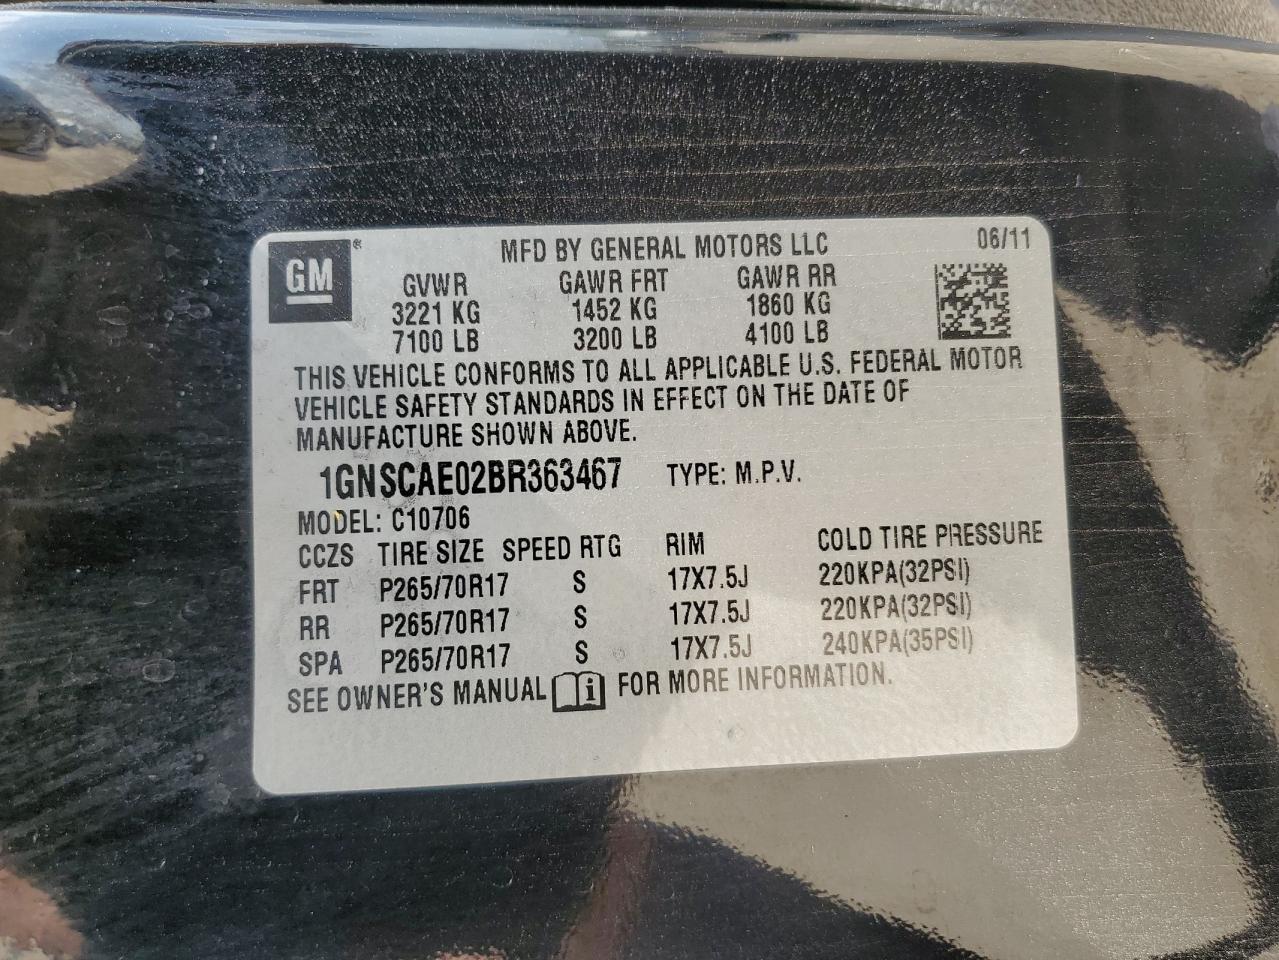 GM ®
MFD BY GENERAL MOTORS LLC 06/11
GVWR GAWR FRT GAWR RR
3221 KG 1452 KG 1860 KG
7100 LB 3200 LB 4100 LB
THIS VEHICLE CONFORMS TO ALL APPLICABLE U.S. FEDERAL MOTOR
VEHICLE SAFETY STANDARDS IN EFFECT ON THE DATE OF
MANUFACTURE SHOWN ABOVE.
1GNSCAE02BR363467 TYPE: M.P.V.
MODEL: C10706
CCZS TIRE SIZE SPEED RTG RIM COLD TIRE PRESSURE
FRT P265/70R17 S 17X7.5J 220KPA(32PSI)
RR P265/70R17 S 17X7.5J 220KPA(32PSI)
SPA P265/70R17 S 17X7.5J 240KPA(35PSI)
SEE OWNER'S MANUAL i FOR MORE INFORMATION.